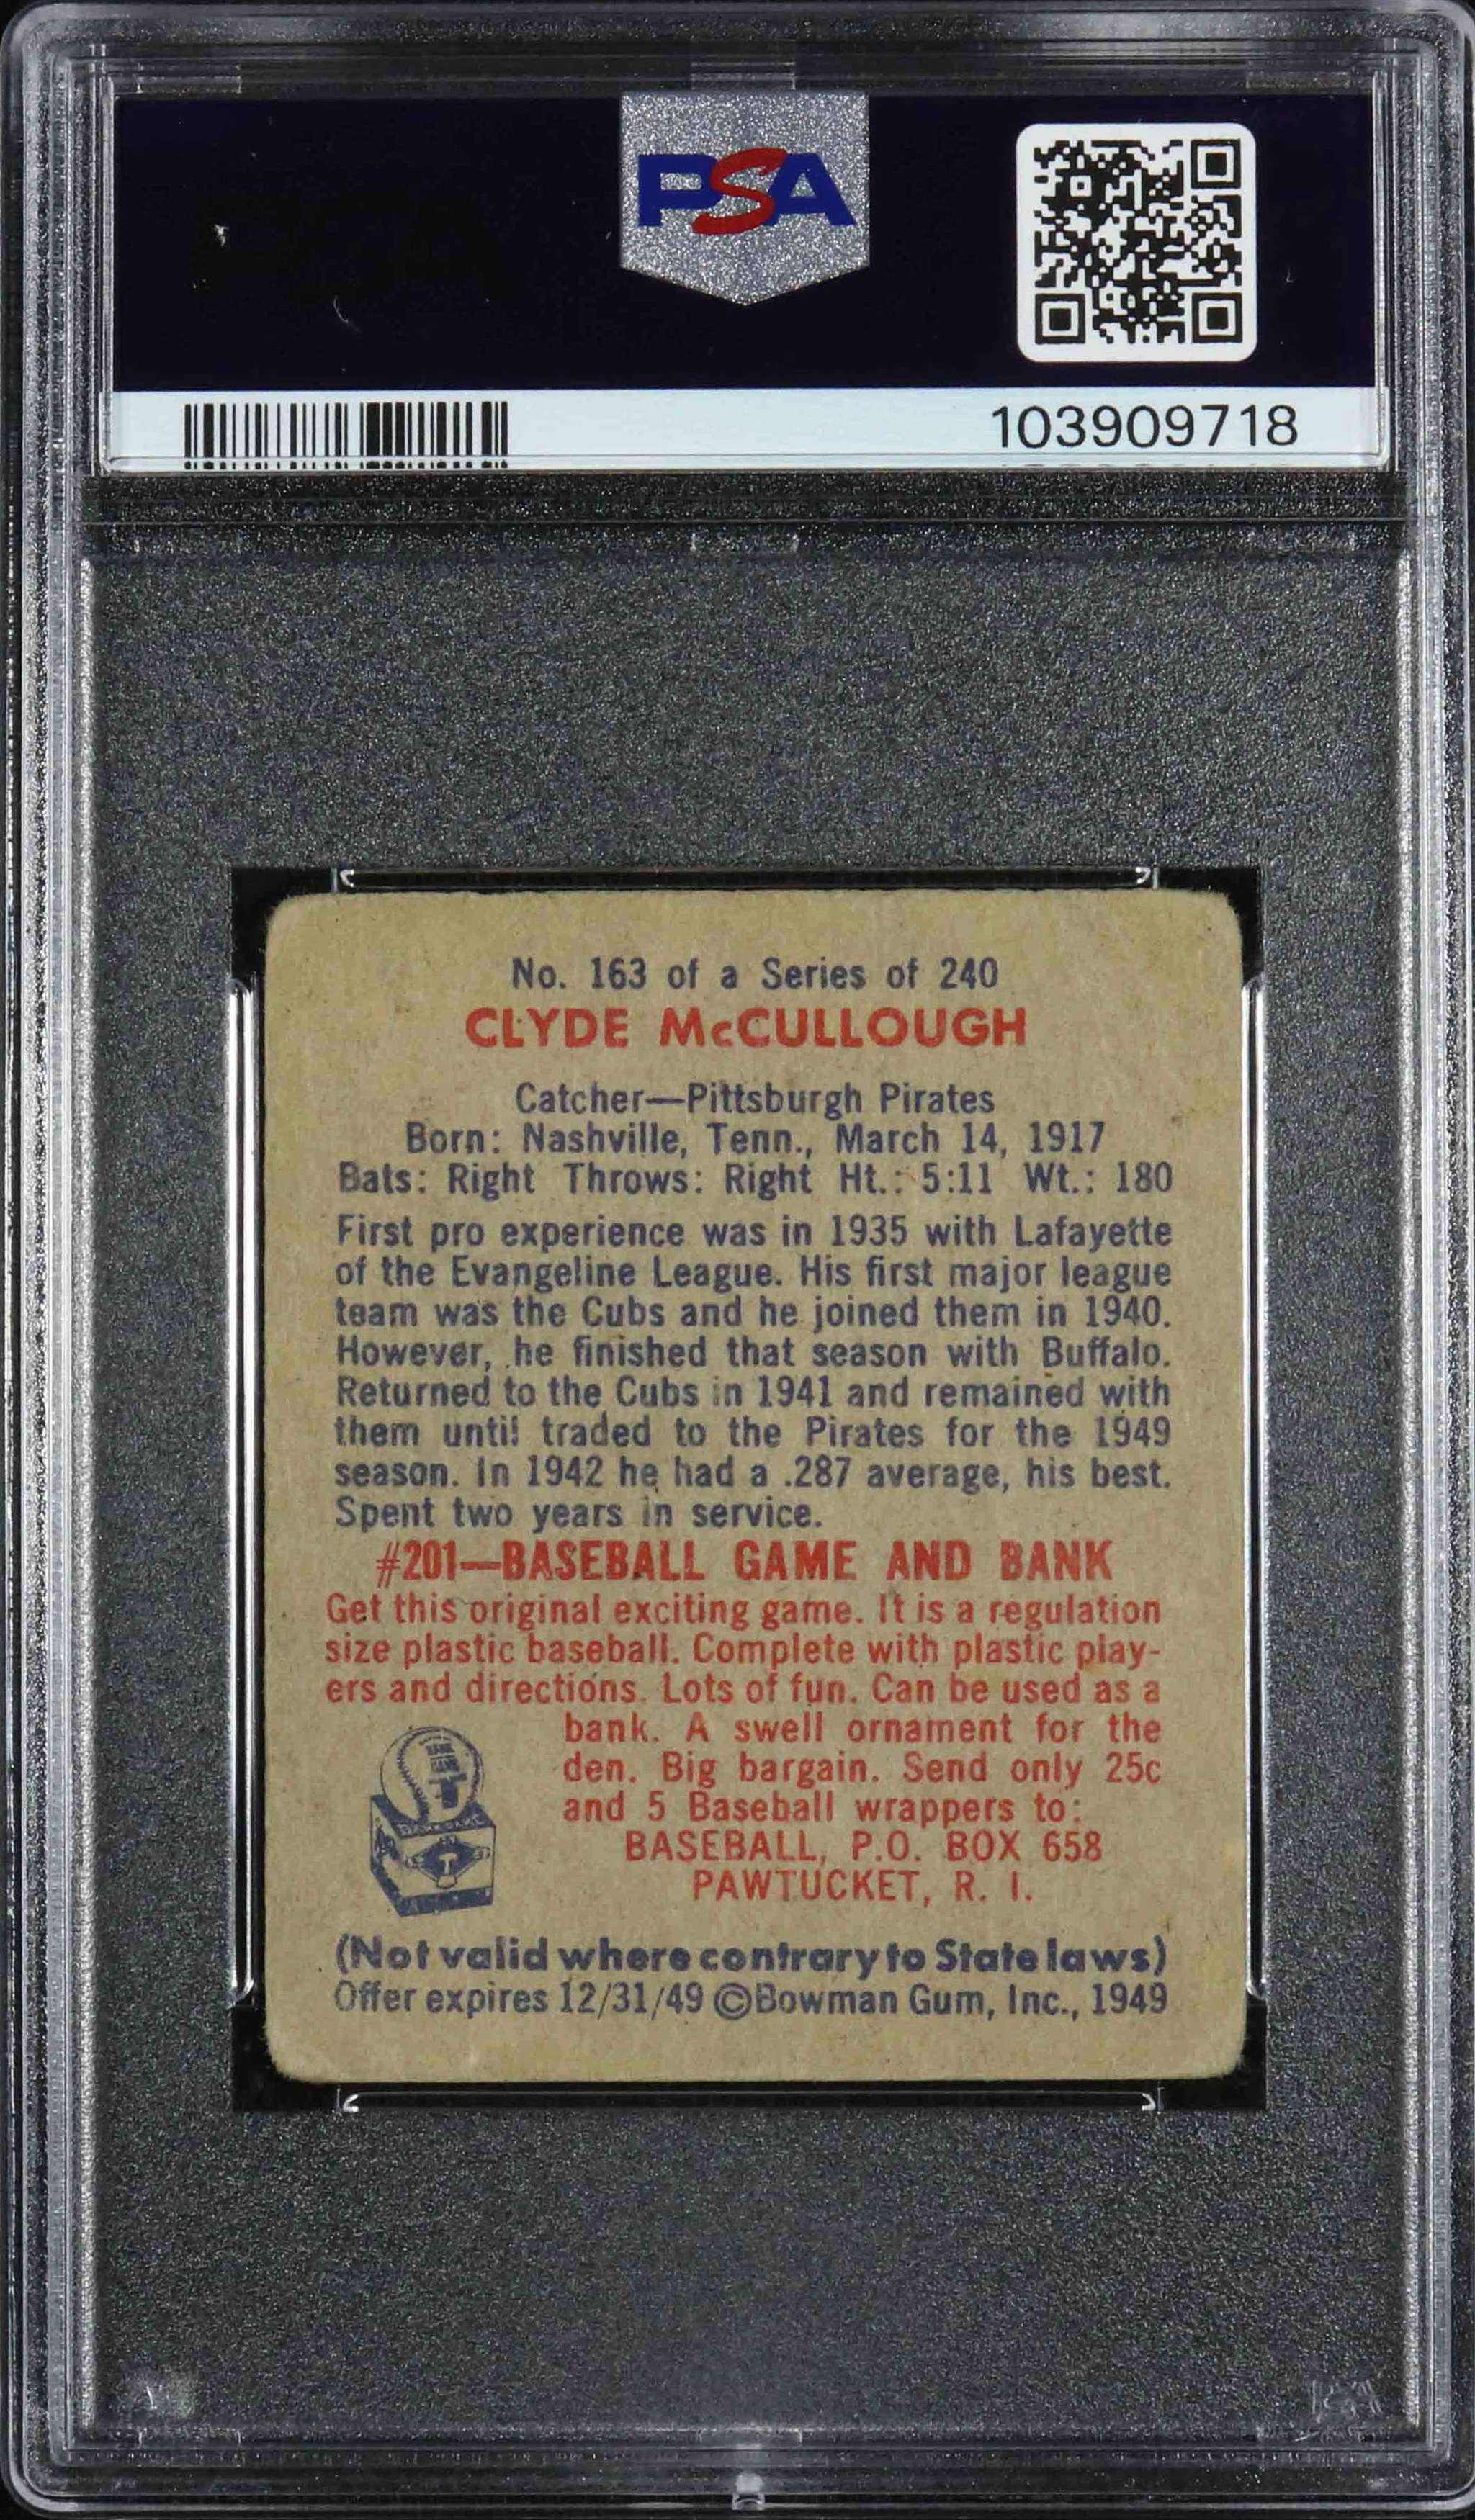 PSA
103909718
No. 163 of a Series of 240
CLYDE McCULLOUGH
Catcher—Pittsburgh Pirates
Born: Nashville, Tenn., March 14, 1917
Bats: Right Throws: Right Ht.: 5:11 Wt.: 180
First pro experience was in 1935 with Lafayette
of the Evangeline League. His first major league
team was the Cubs and he joined them in 1940.
However, he finished that season with Buffalo.
Returned to the Cubs in 1941 and remained with
them until traded to the Pirates for the 1949
season. In 1942 he had a .287 average, his best.
Spent two years in service.
#201—BASEBALL GAME AND BANK
Get this original exciting game. It is a regulation
size plastic baseball. Complete with plastic play-
ers and directions. Lots of fun. Can be used as a
bank. A swell ornament for the
den. Big bargain. Send only 25c
and 5 Baseball wrappers to:
BASEBALL, P.O. BOX 658
PAWTUCKET, R. I.
(Not valid where contrary to State laws)
Offer expires 12/31/49 ©Bowman Gum, Inc., 1949